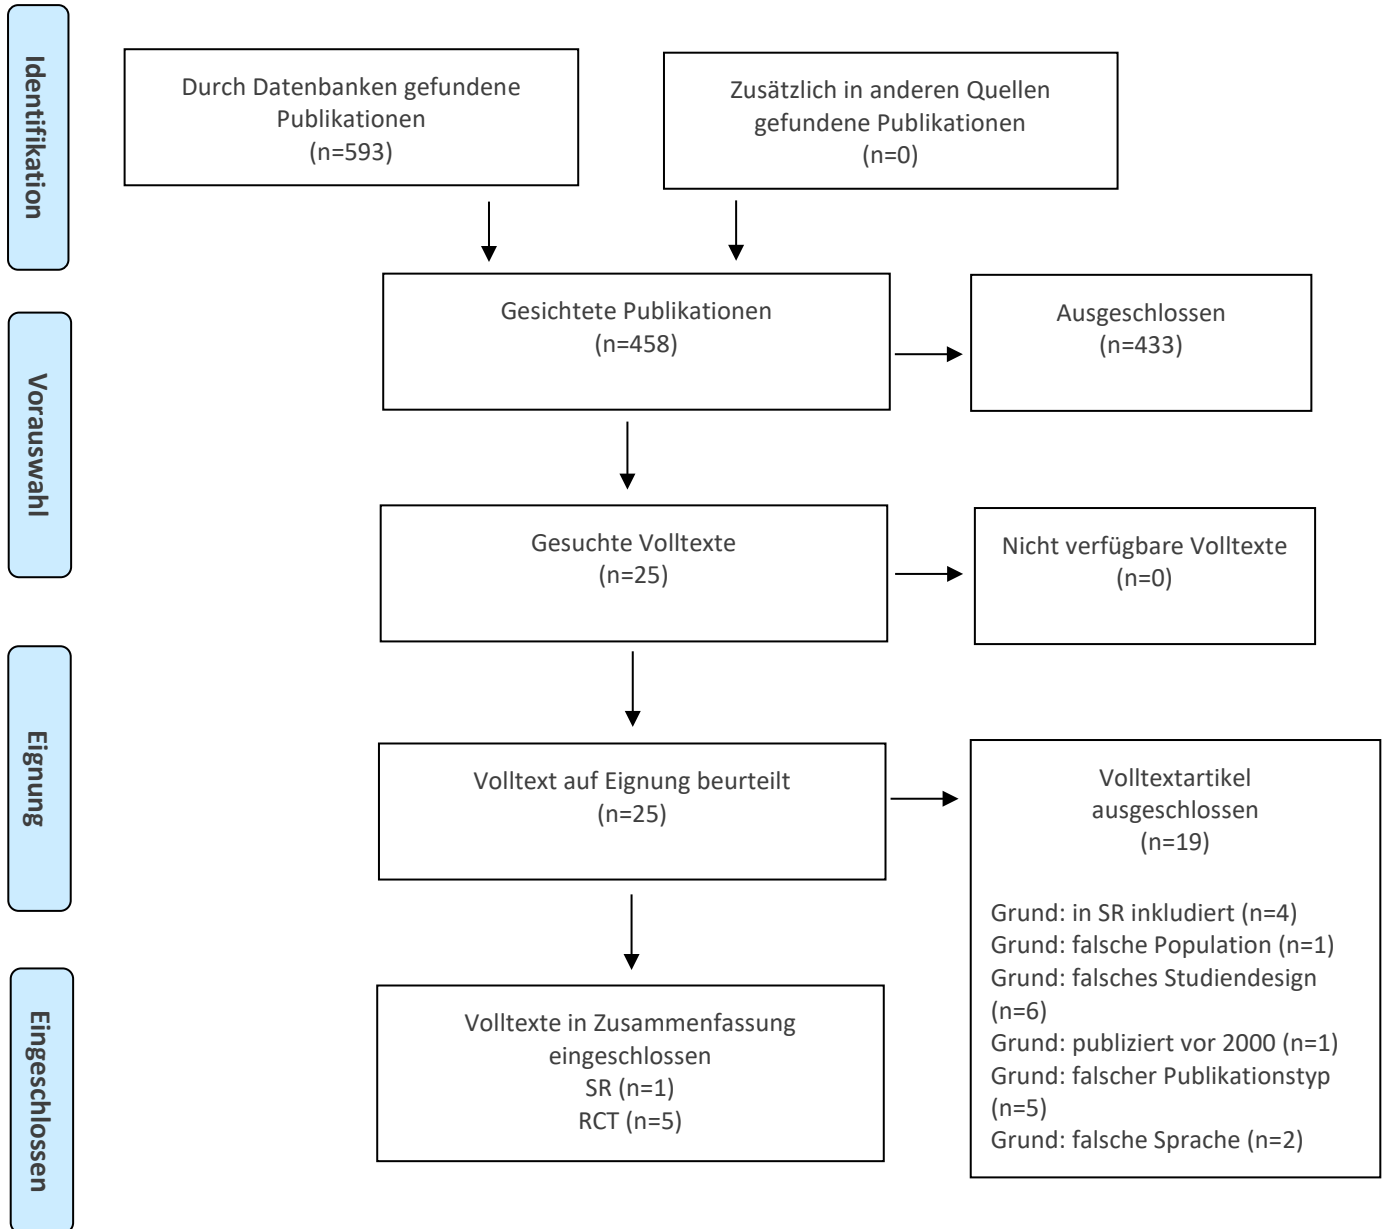 Identifikation
Durch Datenbanken gefundene
Publikationen
(n=593)
Zusätzlich in anderen Quellen
gefundene Publikationen
(n=0)
Vorauswahl
Gesichtete Publikationen
(n=458)
Ausgeschlossen
(n=433)
Gesuchte Volltexte
(n=25)
Nicht verfügbare Volltexte
(n=0)
Eignung
Volltext auf Eignung beurteilt
(n=25)
Volltextartikel
ausgeschlossen
(n=19)
Grund: in SR inkludiert (n=4)
Grund: falsche Population (n=1)
Grund: falsches Studiendesign
(n=6)
Grund: publiziert vor 2000 (n=1)
Grund: falscher Publikationstyp
(n=5)
Grund: falsche Sprache (n=2)
Eingeschlossen
Volltexte in Zusammenfassung
eingeschlossen
SR (n=1)
RCT (n=5)